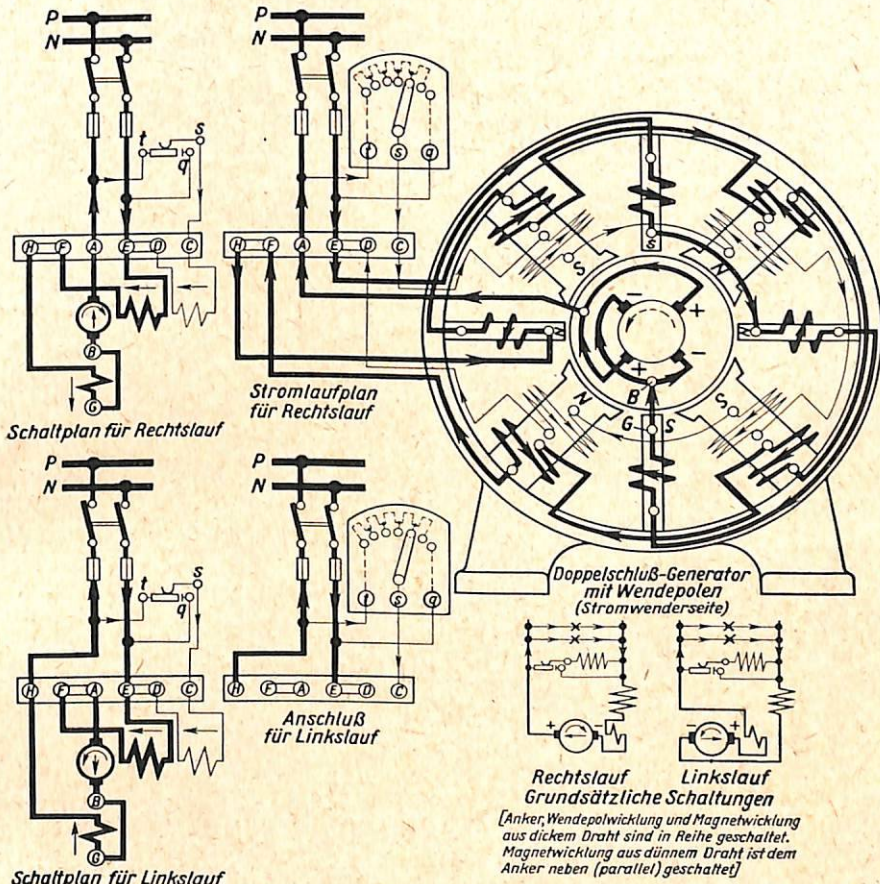 P
N
t
s
q
H F A E D C
B
G
Schaltplan für Rechtslauf
P
N
t s q
H F A E D C
Stromlaufplan
für Rechtslauf
S
S N
- +
+ -
N B S
G S
Doppelschluß-Generator
mit Wendepolen
(Stromwenderseite)
P
N
t
s
q
H F A E D C
B
G
Schaltplan für Linkslauf
P
N
t s q
H F A E D C
Anschluß
für Linkslauf
+ -
- +
Rechtslauf Linkslauf
Grundsätzliche Schaltungen
[Anker, Wendepolwicklung und Magnetwicklung
aus dickem Draht sind in Reihe geschaltet.
Magnetwicklung aus dünnem Draht ist dem
Anker neben (parallel) geschaltet]